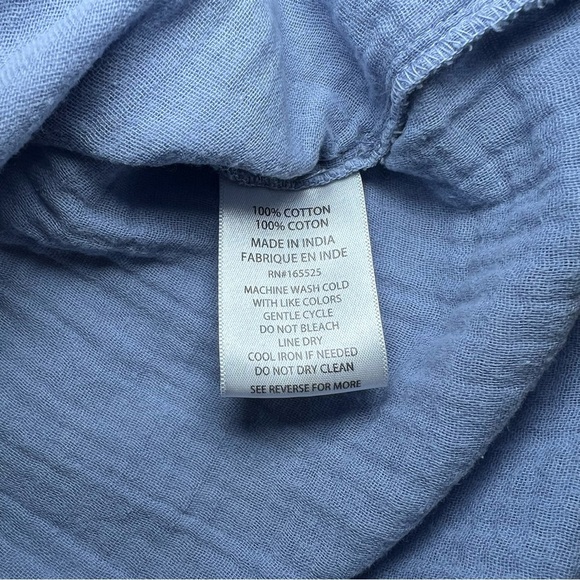 100% COTTON
100% COTON
MADE IN INDIA
FABRIQUE EN INDE
RN#165525
MACHINE WASH COLD
WITH LIKE COLORS
GENTLE CYCLE
DO NOT BLEACH
LINE DRY
COOL IRON IF NEEDED
DO NOT DRY CLEAN
SEE REVERSE FOR MORE